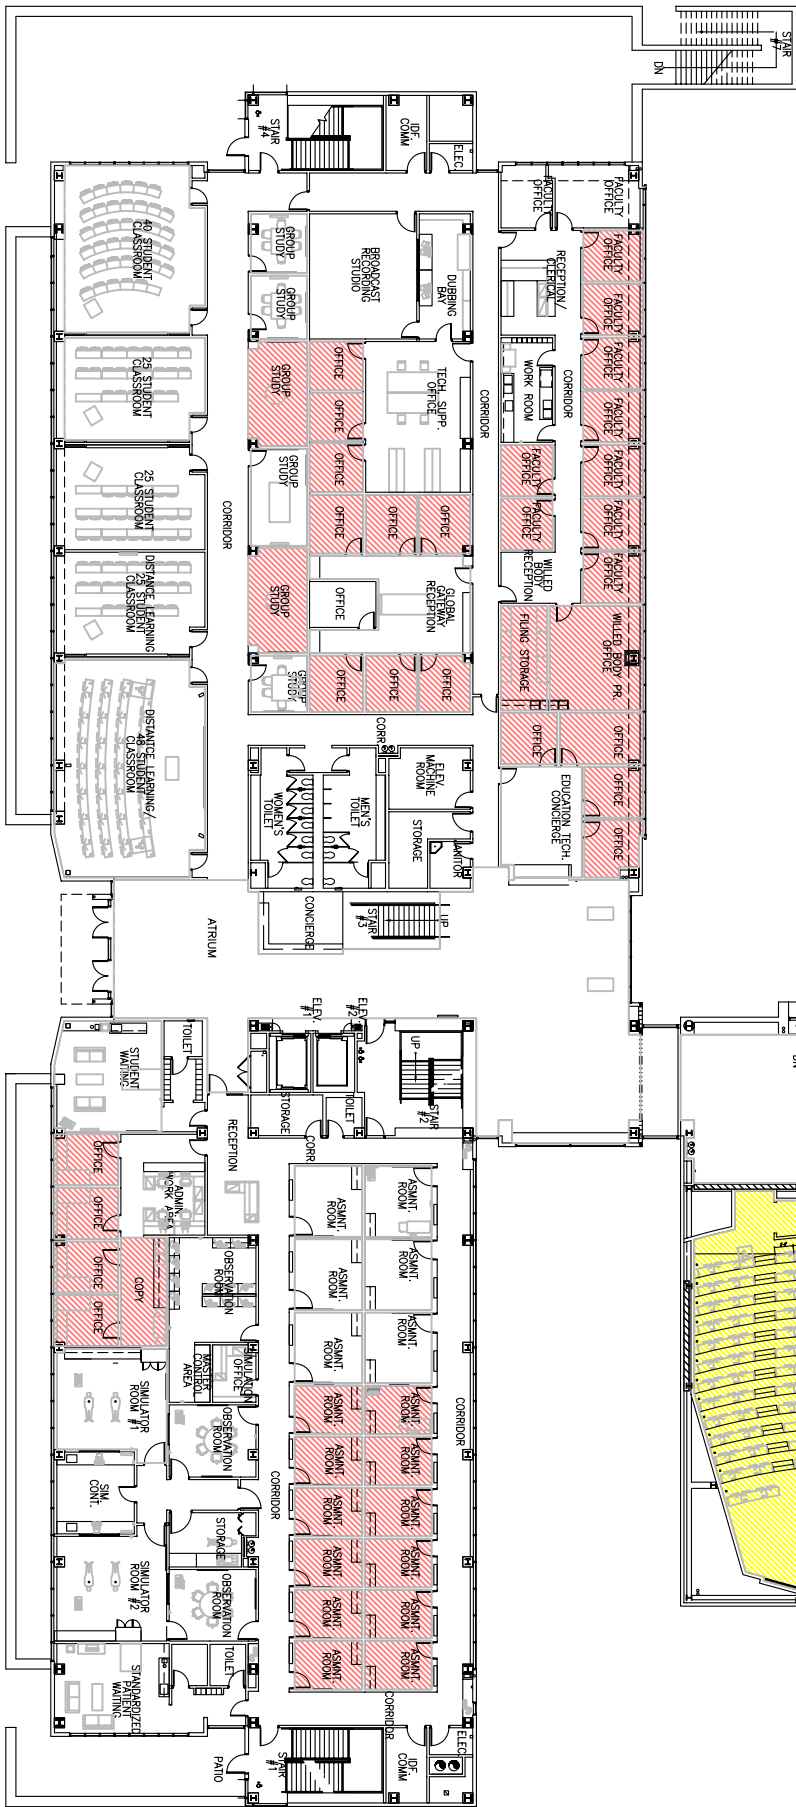 STAIR
#7
DN
STAIR
#4
IDF.
COMM
ELEC.
FACULTY
OFFICE
FACULTY
OFFICE
40 STUDENT
CLASSROOM
GROUP
STUDY
GROUP
STUDY
BROADCAST
RECORDING
STUDIO
DUBBING
BAY
RECEPTION/
CLERICAL
FACULTY
OFFICE
FACULTY
OFFICE
FACULTY
OFFICE
FACULTY
OFFICE
FACULTY
OFFICE
FACULTY
OFFICE
FACULTY
OFFICE
25 STUDENT
CLASSROOM
GROUP
STUDY
OFFICE
OFFICE
TECH. SUPP.
OFFICE
CORRIDOR
WORK ROOM
CORRIDOR
25 STUDENT
CLASSROOM
CORRIDOR
GROUP
STUDY
OFFICE
OFFICE
OFFICE
OFFICE
FACULTY
OFFICE
FACULTY
OFFICE
WILLED
BODY
RECEPTION
DISTANCE LEARNING
25 STUDENT
CLASSROOM
GROUP
STUDY
OFFICE
GLOBAL
GATEWAY
RECEPTION
FILING STORAGE
WILLED BODY PR.
OFFICE
DISTANTCE LEARNING/
48 STUDENT
CLASSROOM
GROUP
STUDY
OFFICE
OFFICE
OFFICE
CORR.
OFFICE
OFFICE
OFFICE
OFFICE
WOMEN'S
TOILET
MEN'S
TOILET
ELEV.
MACHINE
ROOM
STORAGE
JANITOR
EDUCATION TECH.
CONCIERGE
ATRIUM
CONCIERGE
STAIR
#3
UP
ELEV.
#1
ELEV.
#2
UP
STAIR
#2
DN
STUDENT
WAITING
TOILET
STORAGE
TOILET
RECEPTION
CORR.
OFFICE
OFFICE
OFFICE
OFFICE
ADMIN.
WORK AREA
COPY
OBSERVATION
ROOM
SIMULATION
OFFICE
MASTER
CONTROL
AREA
ASMNT.
ROOM
ASMNT.
ROOM
ASMNT.
ROOM
ASMNT.
ROOM
ASMNT.
ROOM
ASMNT.
ROOM
ASMNT.
ROOM
ASMNT.
ROOM
ASMNT.
ROOM
ASMNT.
ROOM
ASMNT.
ROOM
ASMNT.
ROOM
ASMNT.
ROOM
ASMNT.
ROOM
ASMNT.
ROOM
ASMNT.
ROOM
ASMNT.
ROOM
ASMNT.
ROOM
CORRIDOR
CORRIDOR
SIMULATOR
ROOM #1
OBSERVATION
ROOM
SIM.
CONT.
STORAGE
SIMULATOR
ROOM #2
OBSERVATION
ROOM
STANDARDIZED
PATIENT
WAITING
TOILET
CORRIDOR
PATIO
STAIR
#1
IDF.
COMM
ELEC.